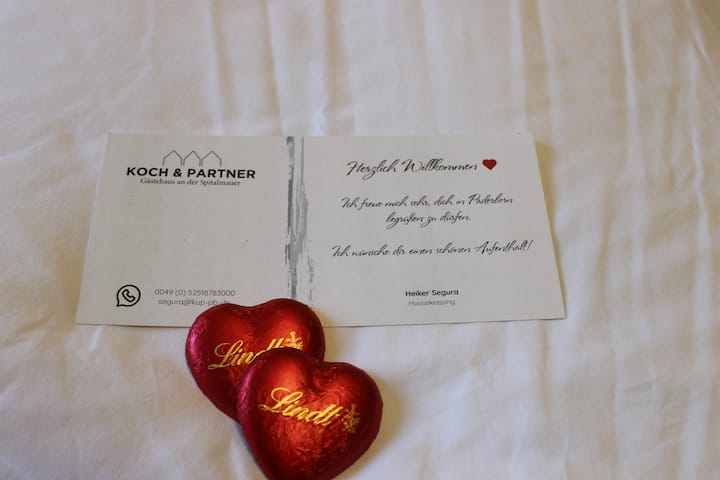 KOCH & PARTNER
Gästehaus an der Spitalmauer
0049 (0) 52518783000
segura@kup-pb.de
Herzlich Willkommen
Ich freue mich sehr, dich in Paderborn
begrüßen zu dürfen.
Ich wünsche dir einen schönen Aufenthalt!
Heiker Segura
Housekeeping
Lindt
Lindt